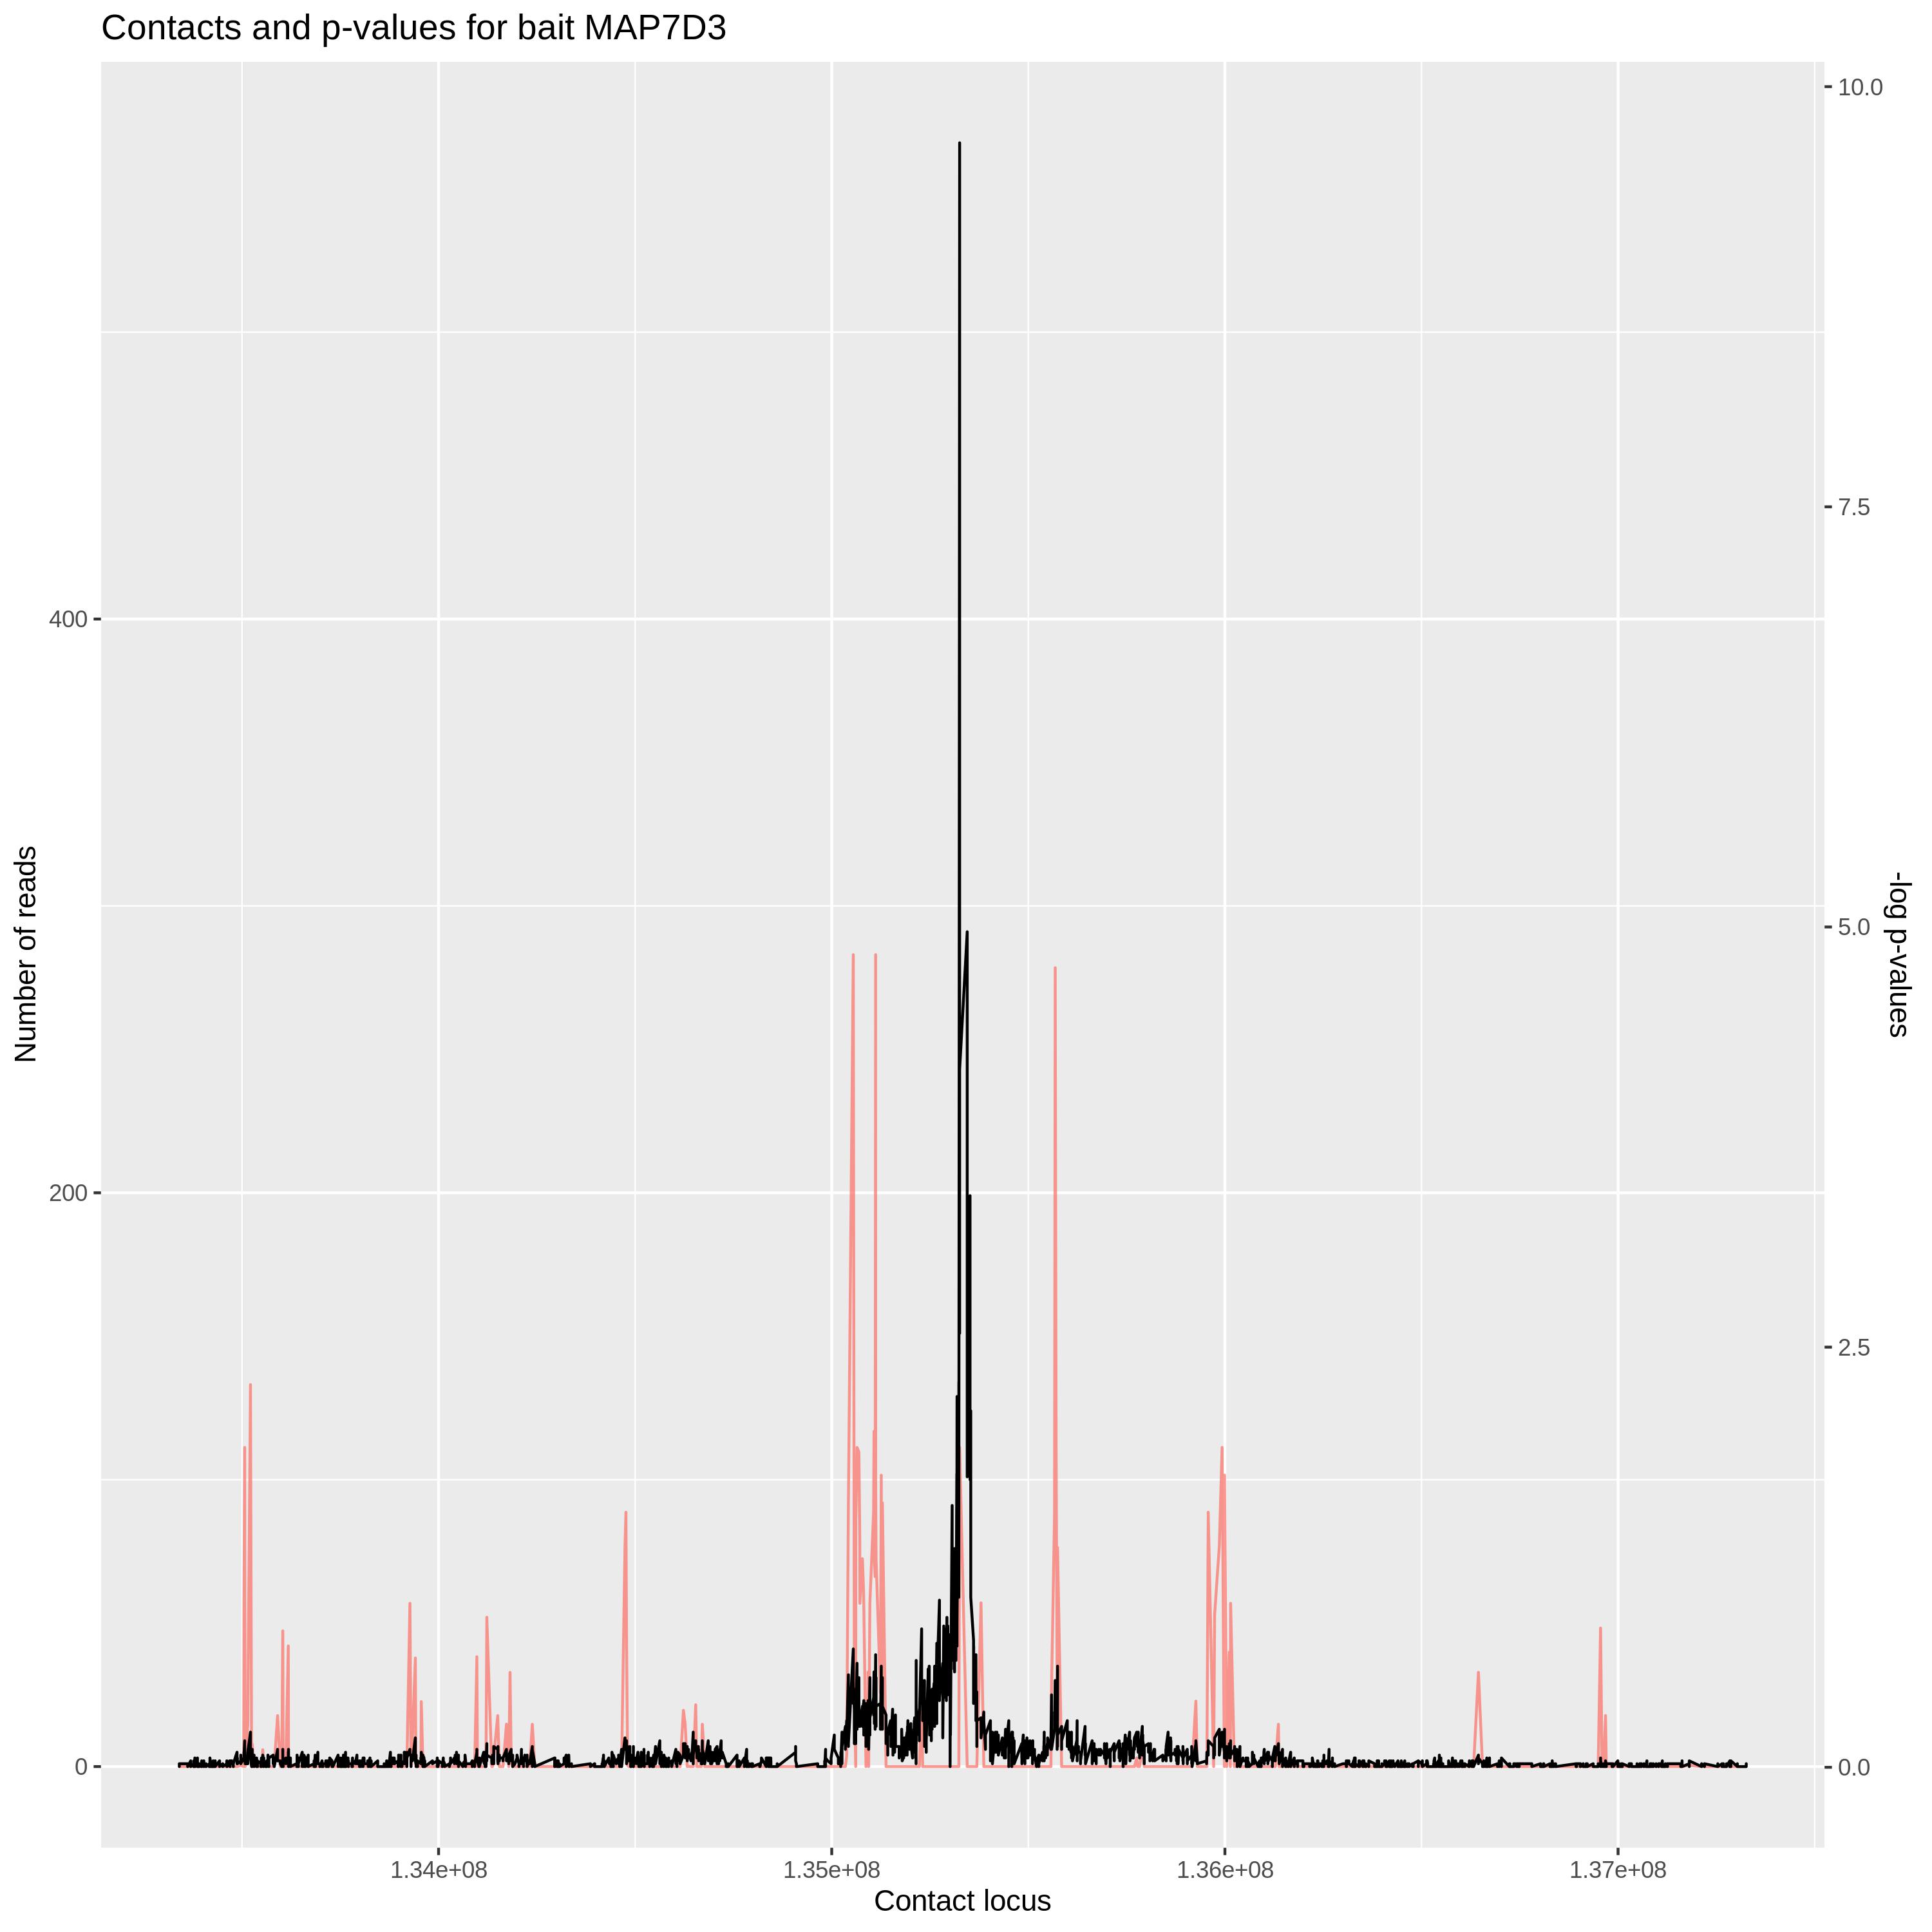 Contacts and p-values for bait MAP7D3
Number of reads
400
200
0
10.0
7.5
5.0
2.5
0.0
-log p-values
1.34e+08
1.35e+08
1.36e+08
1.37e+08
Contact locus